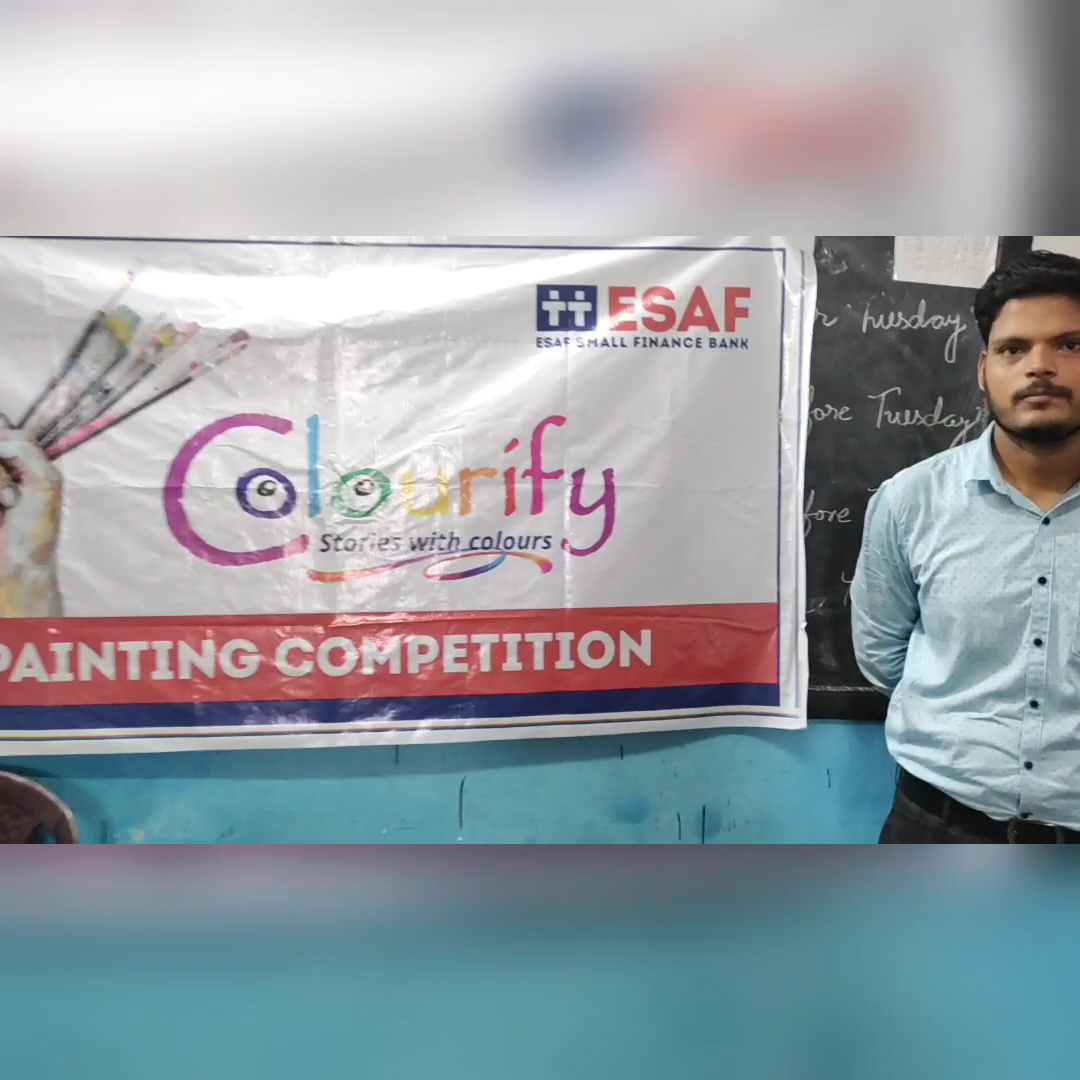 ESAF
ESAF SMALL FINANCE BANK
Colourify
Stories with colours
PAINTING COMPETITION
Tuesday
fore Tuesday
fore